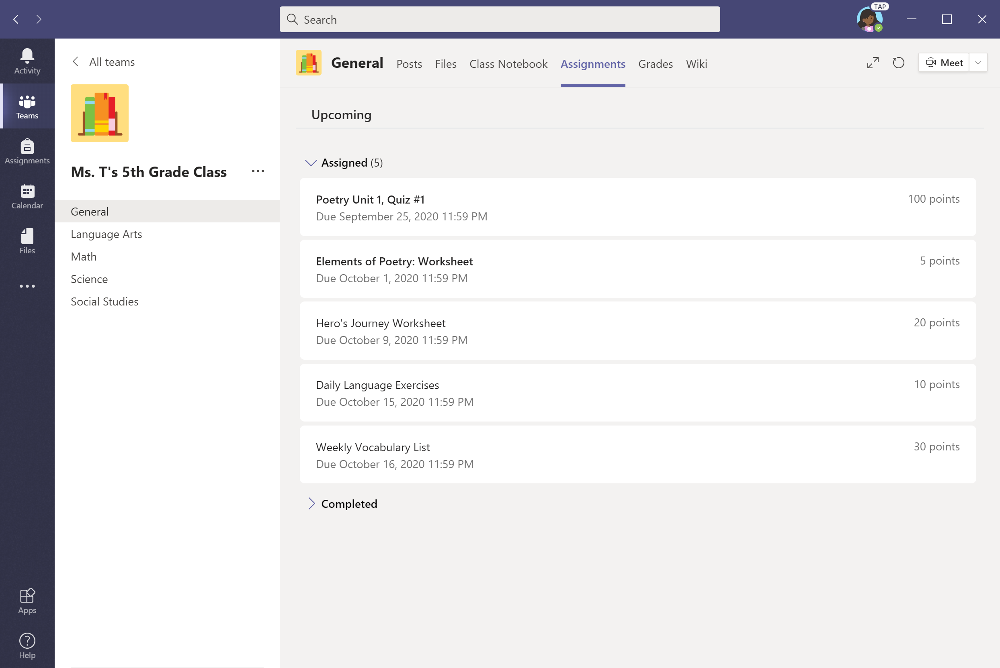 Search
TAP
Activity
Teams
Assignments
Calendar
Files
Apps
Help
All teams
Ms. T's 5th Grade Class
General
Language Arts
Math
Science
Social Studies
General Posts Files Class Notebook Assignments Grades Wiki
Meet
Upcoming
Assigned (5)
Poetry Unit 1, Quiz #1 100 points
Due September 25, 2020 11:59 PM
Elements of Poetry: Worksheet 5 points
Due October 1, 2020 11:59 PM
Hero's Journey Worksheet 20 points
Due October 9, 2020 11:59 PM
Daily Language Exercises 10 points
Due October 15, 2020 11:59 PM
Weekly Vocabulary List 30 points
Due October 16, 2020 11:59 PM
Completed